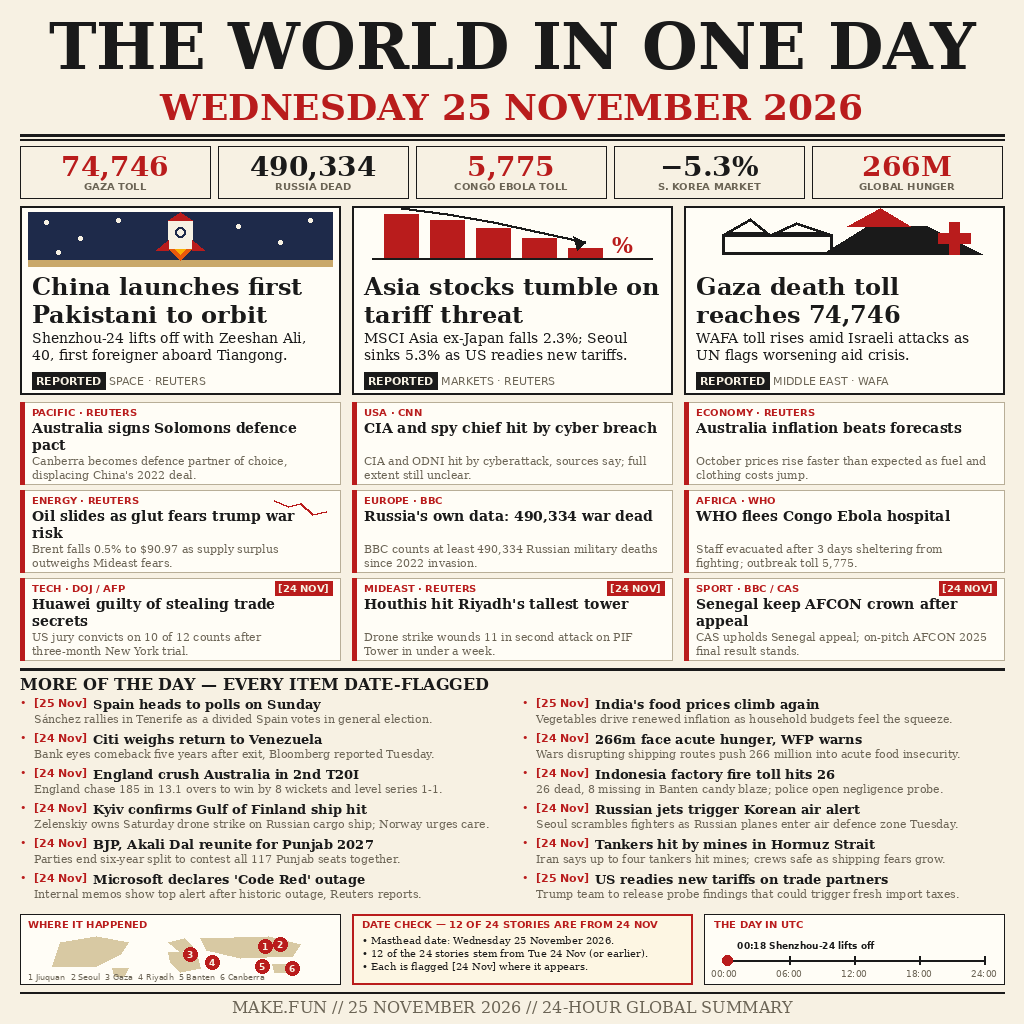 THE WORLD IN ONE DAY
WEDNESDAY 25 NOVEMBER 2026
74,746
GAZA TOLL
490,334
RUSSIA DEAD
5,775
CONGO EBOLA TOLL
−5.3%
S. KOREA MARKET
266M
GLOBAL HUNGER
China launches first
Pakistani to orbit
Shenzhou-24 lifts off with Zeeshan Ali,
40, first foreigner aboard Tiangong.
REPORTED SPACE · REUTERS
%
Asia stocks tumble on
tariff threat
MSCI Asia ex-Japan falls 2.3%; Seoul
sinks 5.3% as US readies new tariffs.
REPORTED MARKETS · REUTERS
Gaza death toll
reaches 74,746
WAFA toll rises amid Israeli attacks as
UN flags worsening aid crisis.
REPORTED MIDDLE EAST · WAFA
PACIFIC · REUTERS
Australia signs Solomons defence
pact
Canberra becomes defence partner of choice,
displacing China's 2022 deal.
USA · CNN
CIA and spy chief hit by cyber breach
CIA and ODNI hit by cyberattack, sources say; full
extent still unclear.
ECONOMY · REUTERS
Australia inflation beats forecasts
October prices rise faster than expected as fuel and
clothing costs jump.
ENERGY · REUTERS
Oil slides as glut fears trump war
risk
Brent falls 0.5% to $90.97 as supply surplus
outweighs Mideast fears.
EUROPE · BBC
Russia's own data: 490,334 war dead
BBC counts at least 490,334 Russian military deaths
since 2022 invasion.
AFRICA · WHO
WHO flees Congo Ebola hospital
Staff evacuated after 3 days sheltering from
fighting; outbreak toll 5,775.
TECH · DOJ / AFP [24 NOV]
Huawei guilty of stealing trade
secrets
US jury convicts on 10 of 12 counts after
three-month New York trial.
MIDEAST · REUTERS [24 NOV]
Houthis hit Riyadh's tallest tower
Drone strike wounds 11 in second attack on PIF
Tower in under a week.
SPORT · BBC / CAS [24 NOV]
Senegal keep AFCON crown after
appeal
CAS upholds Senegal appeal; on-pitch AFCON 2025
final result stands.
MORE OF THE DAY — EVERY ITEM DATE-FLAGGED
• [25 Nov] Spain heads to polls on Sunday
Sánchez rallies in Tenerife as a divided Spain votes in general election.
• [24 Nov] Citi weighs return to Venezuela
Bank eyes comeback five years after exit, Bloomberg reported Tuesday.
• [24 Nov] England crush Australia in 2nd T20I
England chase 185 in 13.1 overs to win by 8 wickets and level series 1-1.
• [24 Nov] Kyiv confirms Gulf of Finland ship hit
Zelenskiy owns Saturday drone strike on Russian cargo ship; Norway urges care.
• [24 Nov] BJP, Akali Dal reunite for Punjab 2027
Parties end six-year split to contest all 117 Punjab seats together.
• [24 Nov] Microsoft declares 'Code Red' outage
Internal memos show top alert after historic outage, Reuters reports.
• [25 Nov] India's food prices climb again
Vegetables drive renewed inflation as household budgets feel the squeeze.
• [24 Nov] 266m face acute hunger, WFP warns
Wars disrupting shipping routes push 266 million into acute food insecurity.
• [24 Nov] Indonesia factory fire toll hits 26
26 dead, 8 missing in Banten candy blaze; police open negligence probe.
• [24 Nov] Russian jets trigger Korean air alert
Seoul scrambles fighters as Russian planes enter air defence zone Tuesday.
• [24 Nov] Tankers hit by mines in Hormuz Strait
Iran says up to four tankers hit mines; crews safe as shipping fears grow.
• [25 Nov] US readies new tariffs on trade partners
Trump team to release probe findings that could trigger fresh import taxes.
WHERE IT HAPPENED
1 2 3 4 5 6
1 Jiuquan 2 Seoul 3 Gaza 4 Riyadh 5 Banten 6 Canberra
DATE CHECK — 12 OF 24 STORIES ARE FROM 24 NOV
• Masthead date: Wednesday 25 November 2026.
• 12 of the 24 stories stem from Tue 24 Nov (or earlier).
• Each is flagged [24 Nov] where it appears.
THE DAY IN UTC
00:18 Shenzhou-24 lifts off
00:00 06:00 12:00 18:00 24:00
MAKE.FUN // 25 NOVEMBER 2026 // 24-HOUR GLOBAL SUMMARY